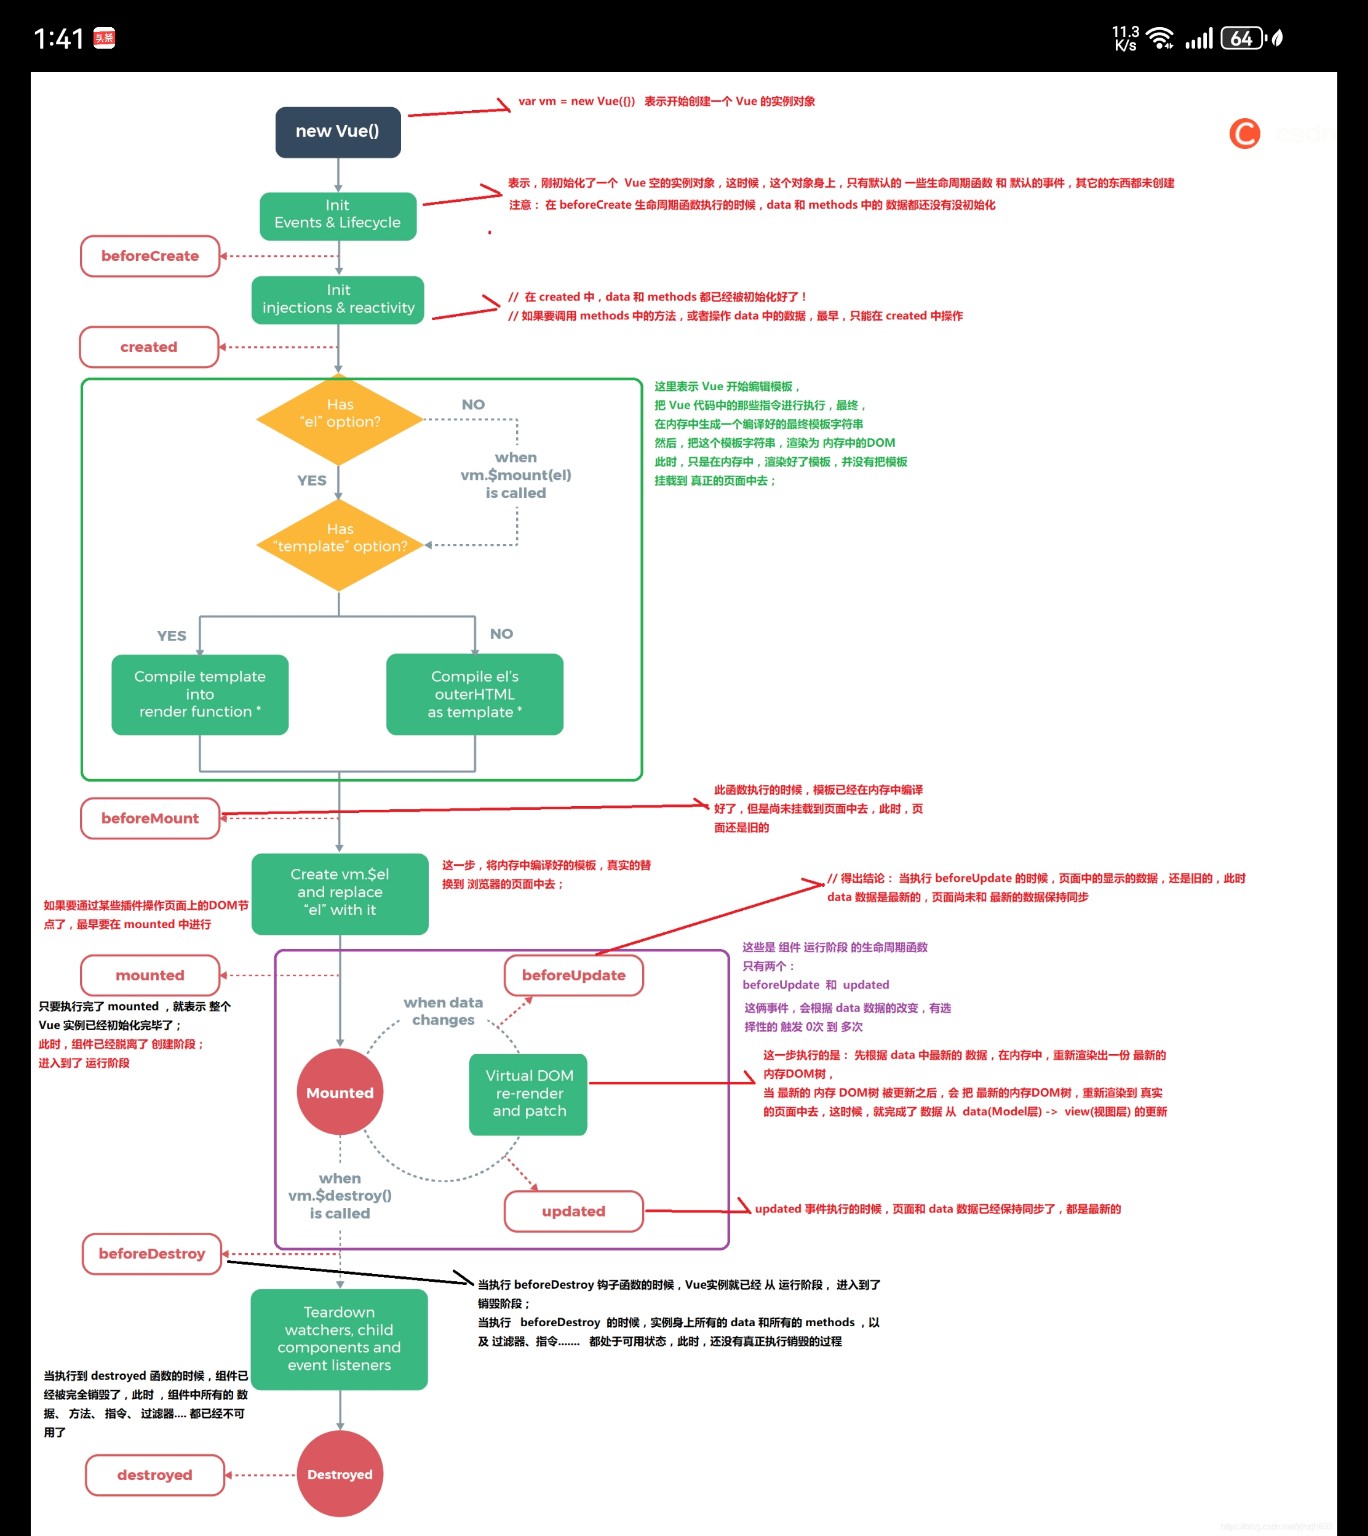 1:41 头条 11.3 K/s 64
var vm = new Vue({}) 表示开始创建一个 Vue 的实例对象
new Vue()
表示，刚初始化了一个 Vue 空的实例对象，这时候，这个对象身上，只有默认的 一些生命周期函数 和 默认的事件，其它的东西都未创建
注意： 在 beforeCreate 生命周期函数执行的时候，data 和 methods 中的 数据都还没有没初始化
Init
Events & Lifecycle
beforeCreate
Init
injections & reactivity
// 在 created 中，data 和 methods 都已经被初始化好了！
// 如果要调用 methods 中的方法，或者操作 data 中的数据，最早，只能在 created 中操作
created
这里表示 Vue 开始编辑模板，
把 Vue 代码中的那些指令进行执行，最终，
在内存中生成一个编译好的最终模板字符串
然后，把这个模板字符串，渲染为 内存中的DOM
此时，只是在内存中，渲染好了模板，并没有把模板
挂载到 真正的页面中去；
Has
“el” option?
NO
when
vm.$mount(el)
is called
YES
Has
“template” option?
YES
NO
Compile template
into
render function *
Compile el’s
outerHTML
as template *
beforeMount
此函数执行的时候，模板已经在内存中编译
好了，但是尚未挂载到页面中去，此时，页
面还是旧的
Create vm.$el
and replace
“el” with it
这一步，将内存中编译好的模板，真实的替
换到 浏览器的页面中去；
// 得出结论： 当执行 beforeUpdate 的时候，页面中的显示的数据，还是旧的，此时
data 数据是最新的，页面尚未和 最新的数据保持同步
如果要通过某些插件操作页面上的DOM节
点了，最早要在 mounted 中进行
mounted
只要执行完了 mounted ，就表示 整个
Vue 实例已经初始化完毕了；
此时，组件已经脱离了 创建阶段；
进入到了 运行阶段
beforeUpdate
这些是 组件 运行阶段 的生命周期函数
只有两个：
beforeUpdate 和 updated
这俩事件，会根据 data 数据的改变，有选
择性的 触发 0次 到 多次
when data
changes
Mounted
Virtual DOM
re-render
and patch
这一步执行的是： 先根据 data 中最新的 数据，在内存中，重新渲染出一份 最新的
内存DOM树，
当 最新的 内存 DOM树 被更新之后，会 把 最新的内存DOM树，重新渲染到 真实
的页面中去，这时候，就完成了 数据 从 data(Model层) -> view(视图层) 的更新
when
vm.$destroy()
is called
updated
updated 事件执行的时候，页面和 data 数据已经保持同步了，都是最新的
beforeDestroy
当执行 beforeDestroy 钩子函数的时候，Vue实例就已经 从 运行阶段， 进入到了
销毁阶段；
当执行 beforeDestroy 的时候，实例身上所有的 data 和所有的 methods ，以
及 过滤器、指令....... 都处于可用状态，此时，还没有真正执行销毁的过程
Teardown
watchers, child
components and
event listeners
当执行到 destroyed 函数的时候，组件已
经被完全销毁了，此时 ，组件中所有的 数
据、 方法、 指令、 过滤器.... 都已经不可
用了
destroyed
Destroyed